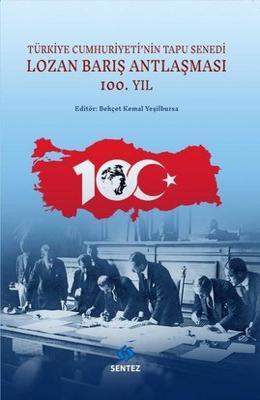 TÜRKİYE CUMHURİYETİ'NİN TAPU SENEDİ
LOZAN BARIŞ ANTLAŞMASI
100. YIL
Editör: Behçet Kemal Yeşilbursa
100
SENTEZ